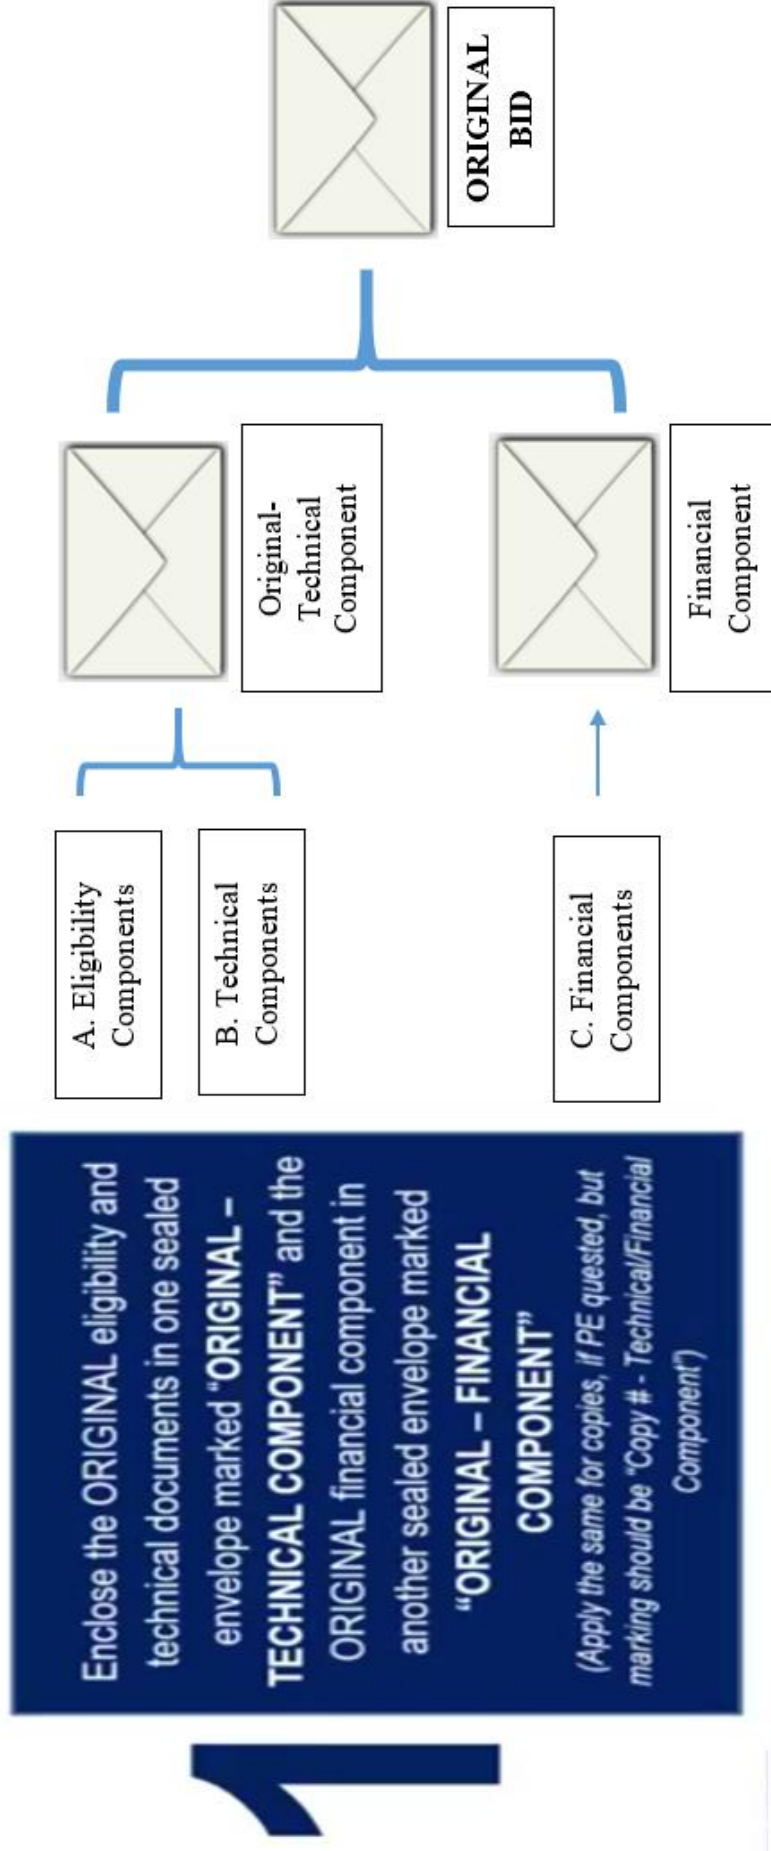 1
Enclose the ORIGINAL eligibility and
technical documents in one sealed
envelope marked “ORIGINAL –
TECHNICAL COMPONENT” and the
ORIGINAL financial component in
another sealed envelope marked
“ORIGINAL – FINANCIAL
COMPONENT”
(Apply the same for copies, if PE quested, but
marking should be “Copy # - Technical/Financial
Component”)
A. Eligibility
Components
B. Technical
Components
C. Financial
Components
Original-
Technical
Component
Financial
Component
ORIGINAL
BID